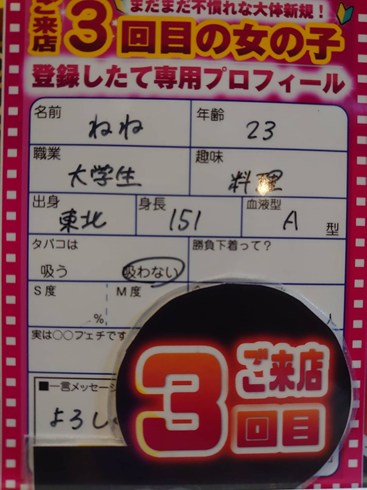 まだまだ不慣れな大体新規！
ご来店
3回目の女の子
登録したて専用プロフィール
名前 ねね 年齢 23
職業 大学生 趣味 料理
出身 東北 身長 151 血液型 A 型
タバコは 勝負下着って？
吸う 吸わない
S度 M度
% 人
実は○○フェチです
■一言メッセージ
よろし
3 ご来店
回目